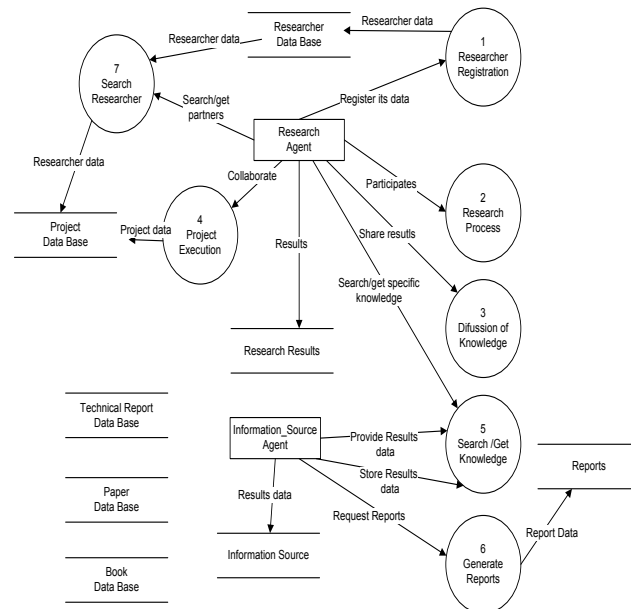 Researcher data
Researcher
Data Base
1
Researcher
Registration
Researcher data
7
Search
Researcher
Search/get
partners
Register its data
Research
Agent
Researcher data
Collaborate
Participates
2
Research
Process
Project
Data Base
Project data
4
Project
Execution
Results
Share resutls
Search/get specific
knowledge
3
Difussion of
Knowledge
Research Results
Technical Report
Data Base
Information_Source
Agent
Provide Results
data
5
Search /Get
Knowledge
Store Results
data
Reports
Results data
Paper
Data Base
Request Reports
Report Data
Information Source
6
Generate
Reports
Book
Data Base